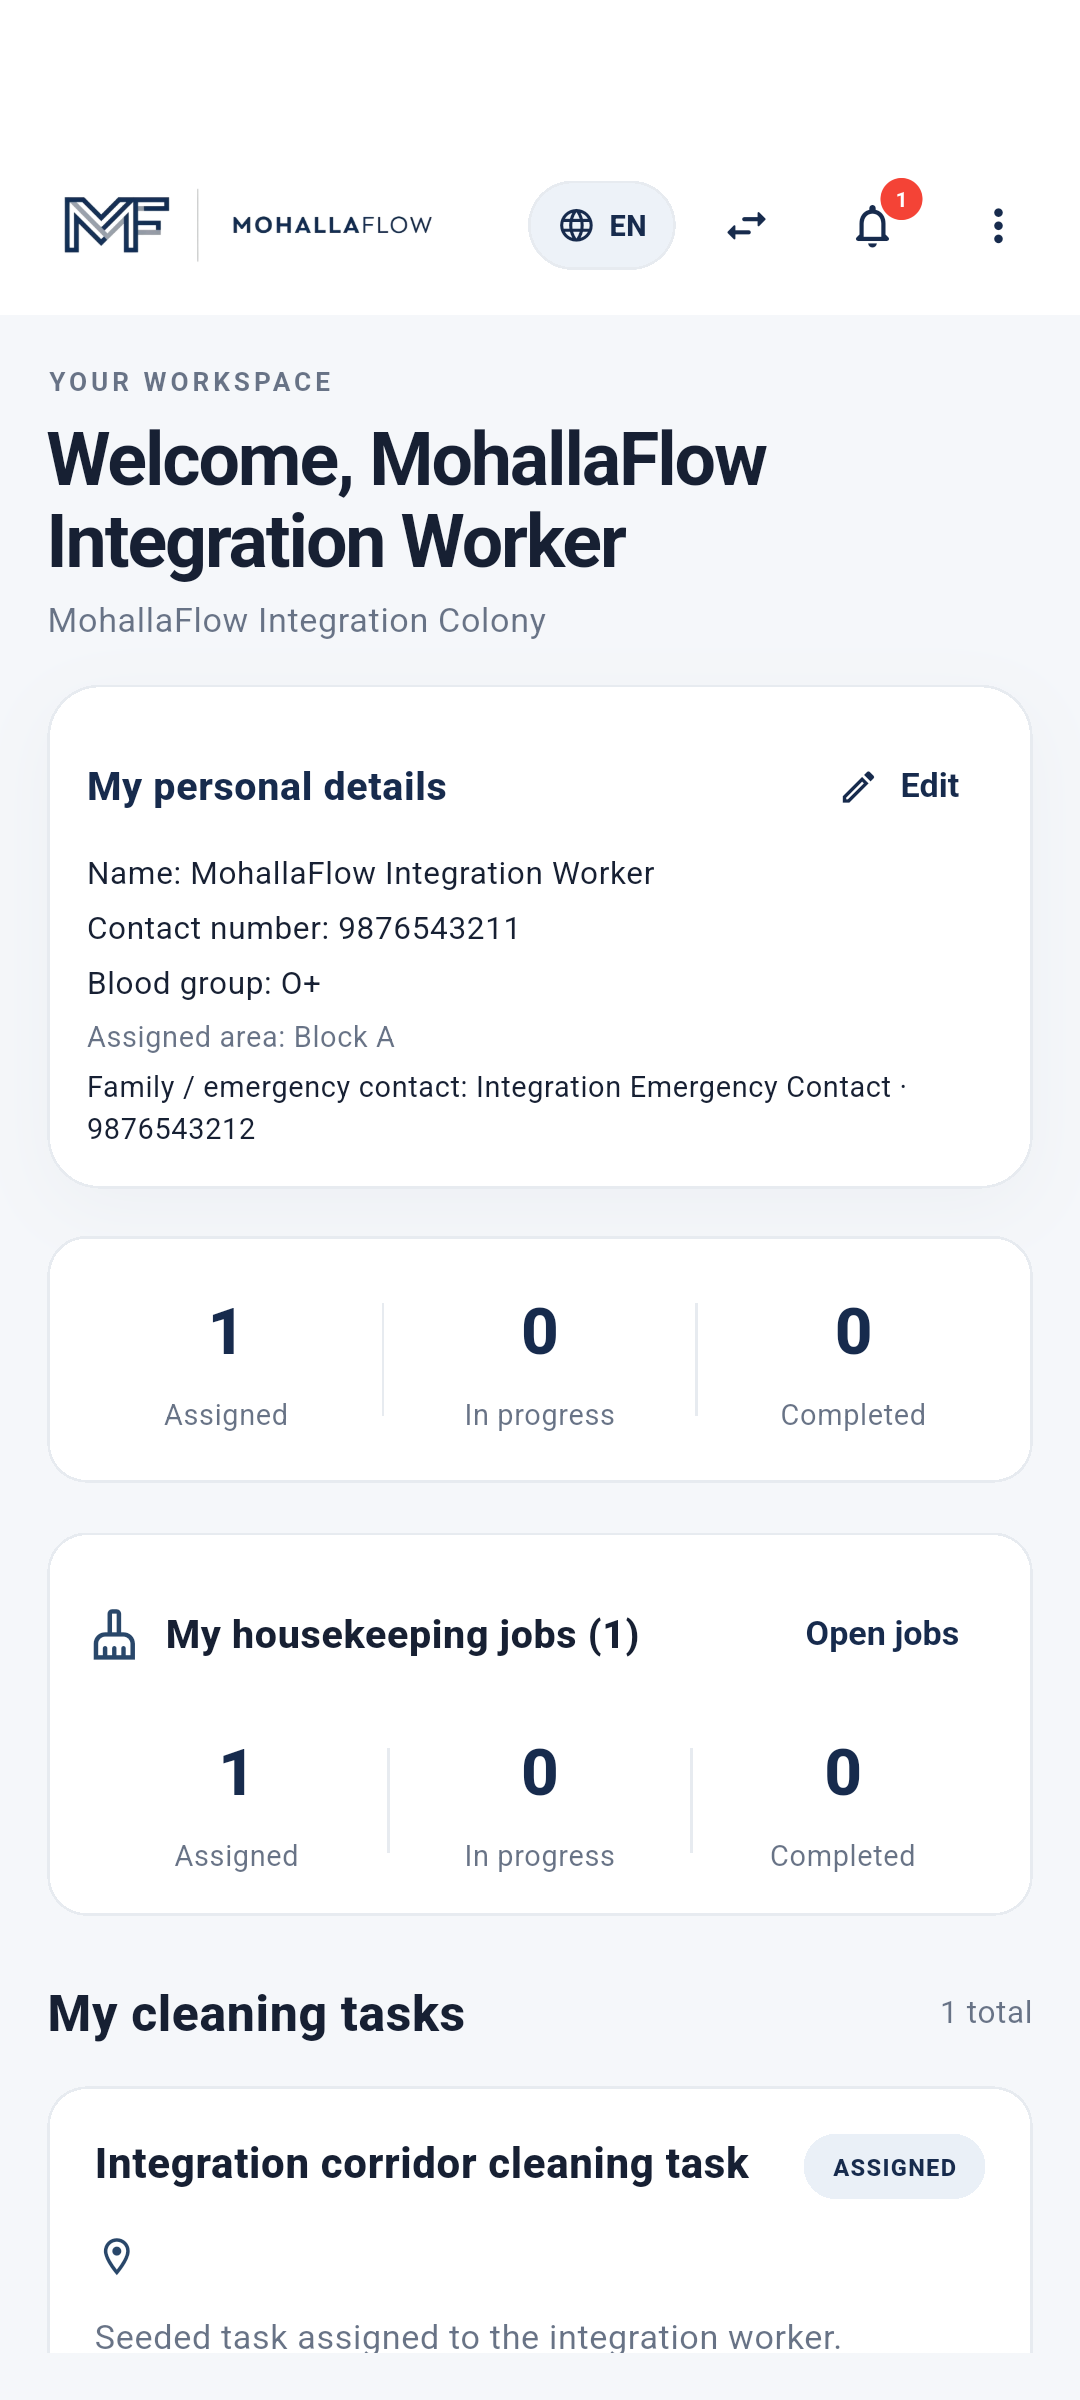 MF
MOHALLAFLOW
EN
1
YOUR WORKSPACE
Welcome, MohallaFlow
Integration Worker
MohallaFlow Integration Colony
My personal details
Edit
Name: MohallaFlow Integration Worker
Contact number: 9876543211
Blood group: O+
Assigned area: Block A
Family / emergency contact: Integration Emergency Contact ·
9876543212
1 0 0
Assigned In progress Completed
My housekeeping jobs (1)
Open jobs
1 0 0
Assigned In progress Completed
My cleaning tasks
1 total
Integration corridor cleaning task
ASSIGNED
Seeded task assigned to the integration worker.